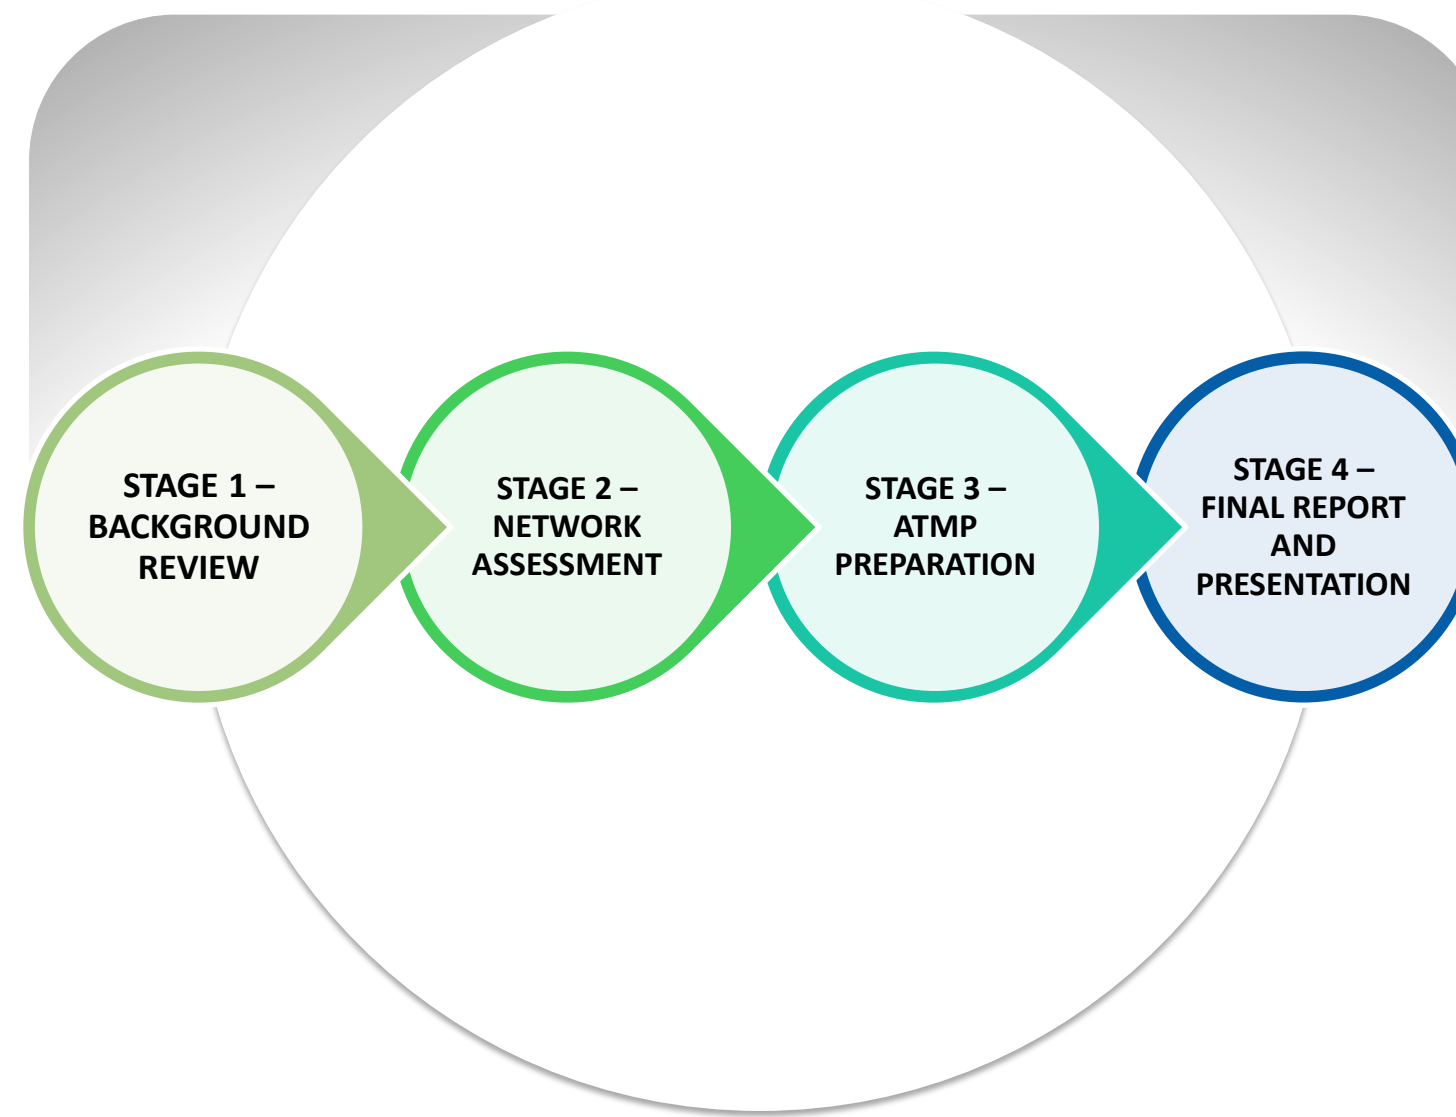 STAGE 1 –
BACKGROUND
REVIEW
STAGE 2 –
NETWORK
ASSESSMENT
STAGE 3 –
ATMP
PREPARATION
STAGE 4 –
FINAL REPORT
AND
PRESENTATION